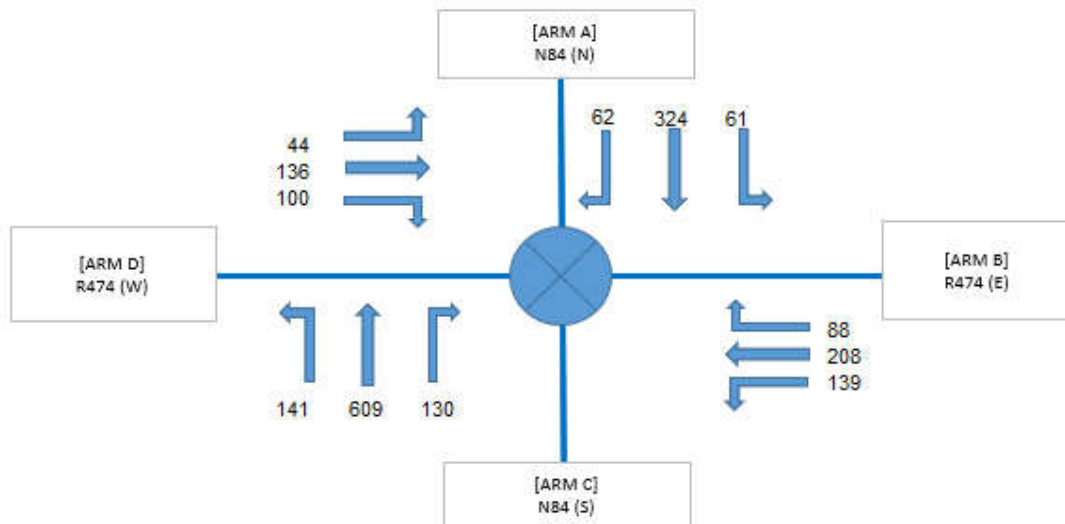 [ARM A]
N84 (N)
62 324 61
44
136
100
[ARM D]
R474 (W)
[ARM B]
R474 (E)
88
208
139
141 609 130
[ARM C]
N84 (S)